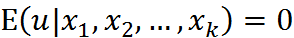 E(u|x₁, x₂, …, xₖ) = 0